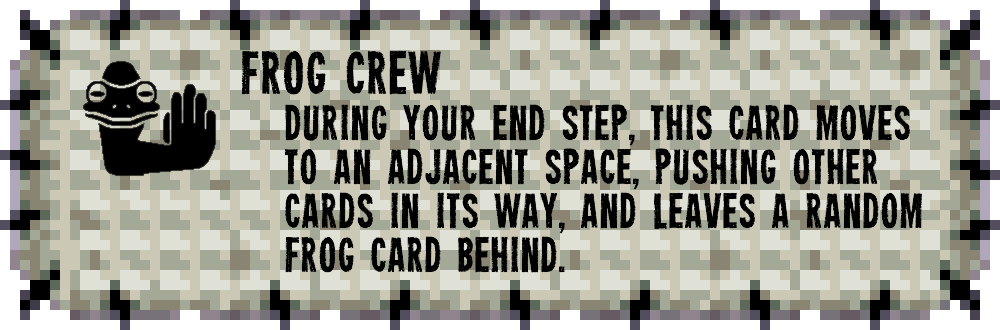 FROG CREW
DURING YOUR END STEP, THIS CARD MOVES
TO AN ADJACENT SPACE, PUSHING OTHER
CARDS IN ITS WAY, AND LEAVES A RANDOM
FROG CARD BEHIND.